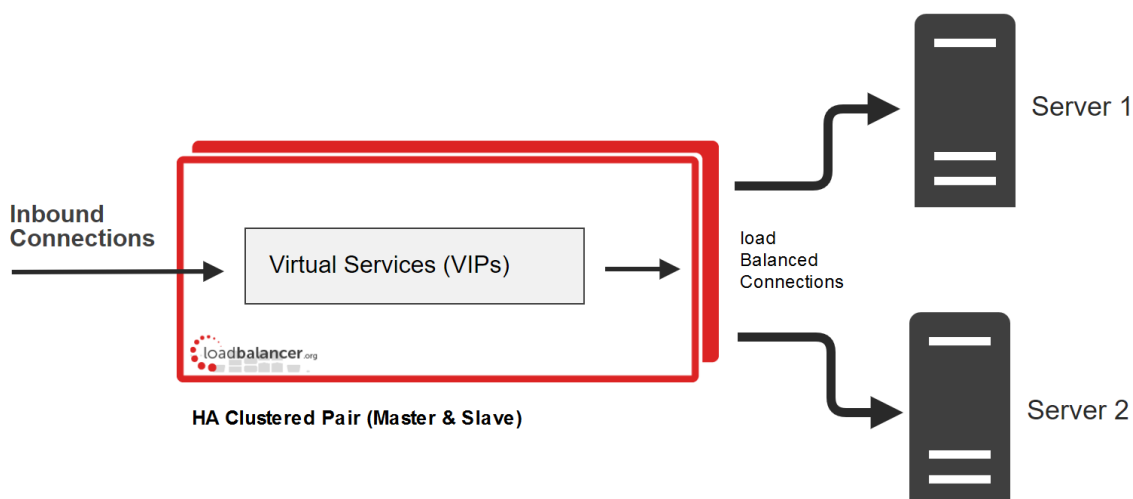 Inbound
Connections
Virtual Services (VIPs)
loadbalancer.org
HA Clustered Pair (Master & Slave)
load
Balanced
Connections
Server 1
Server 2